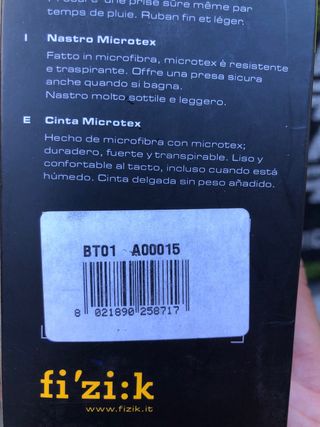 temps de pluie. Ruban fin et léger.
I Nastro Microtex
Fatto in microfibra, microtex è resistente
e traspirante. Offre una presa sicura
anche quando si bagna.
Nastro molto sottile e leggero.
E Cinta Microtex
Hecho de microfibra con microtex;
duradero, fuerte y transpirable. Liso y
confortable al tacto, incluso cuando está
húmedo. Cinta delgada sin peso añadido.
BT01 A00015
8 021890 258717
fi'zi:k
www.fizik.it